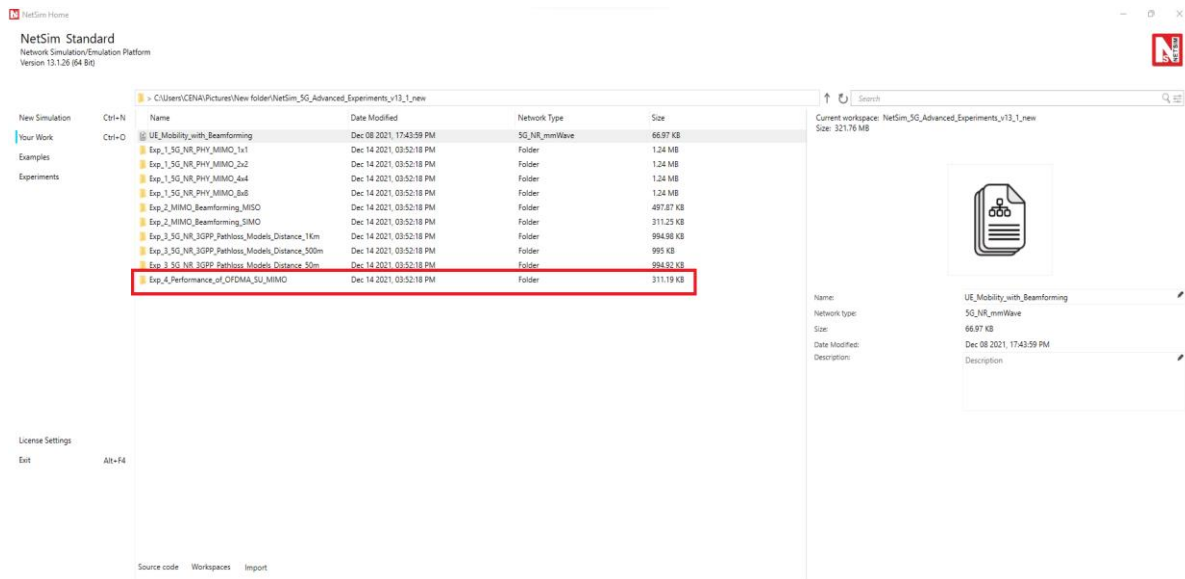 NetSim Home
NetSim Standard
Network Simulation/Emulation Platform
Version 13.1.26 (64 Bit)
NETSIM
> C:\Users\CENA\Pictures\New folder\NetSim_5G_Advanced_Experiments_v13_1_new
Search
New Simulation Ctrl+N
Your Work Ctrl+O
Examples
Experiments
License Settings
Exit Alt+F4
Name Date Modified Network Type Size
UE_Mobility_with_Beamforming Dec 08 2021, 17:43:59 PM 5G_NR_mmWave 66.97 KB
Exp_1_5G_NR_PHY_MIMO_1x1 Dec 14 2021, 03:52:18 PM Folder 1.24 MB
Exp_1_5G_NR_PHY_MIMO_2x2 Dec 14 2021, 03:52:18 PM Folder 1.24 MB
Exp_1_5G_NR_PHY_MIMO_4x4 Dec 14 2021, 03:52:18 PM Folder 1.24 MB
Exp_1_5G_NR_PHY_MIMO_8x8 Dec 14 2021, 03:52:18 PM Folder 1.24 MB
Exp_2_MIMO_Beamforming_MISO Dec 14 2021, 03:52:18 PM Folder 497.87 KB
Exp_2_MIMO_Beamforming_SIMO Dec 14 2021, 03:52:18 PM Folder 311.25 KB
Exp_3_5G_NR_3GPP_Pathloss_Models_Distance_1Km Dec 14 2021, 03:52:18 PM Folder 994.98 KB
Exp_3_5G_NR_3GPP_Pathloss_Models_Distance_500m Dec 14 2021, 03:52:18 PM Folder 995 KB
Exp_3_5G_NR_3GPP_Pathloss_Models_Distance_50m Dec 14 2021, 03:52:18 PM Folder 994.92 KB
Exp_4_Performance_of_OFDMA_SU_MIMO Dec 14 2021, 03:52:18 PM Folder 311.19 KB
Source code Workspaces Import
Current workspace: NetSim_5G_Advanced_Experiments_v13_1_new
Size: 321.76 MB
Name: UE_Mobility_with_Beamforming
Network type: 5G_NR_mmWave
Size: 66.97 KB
Date Modified: Dec 08 2021, 17:43:59 PM
Description: Description